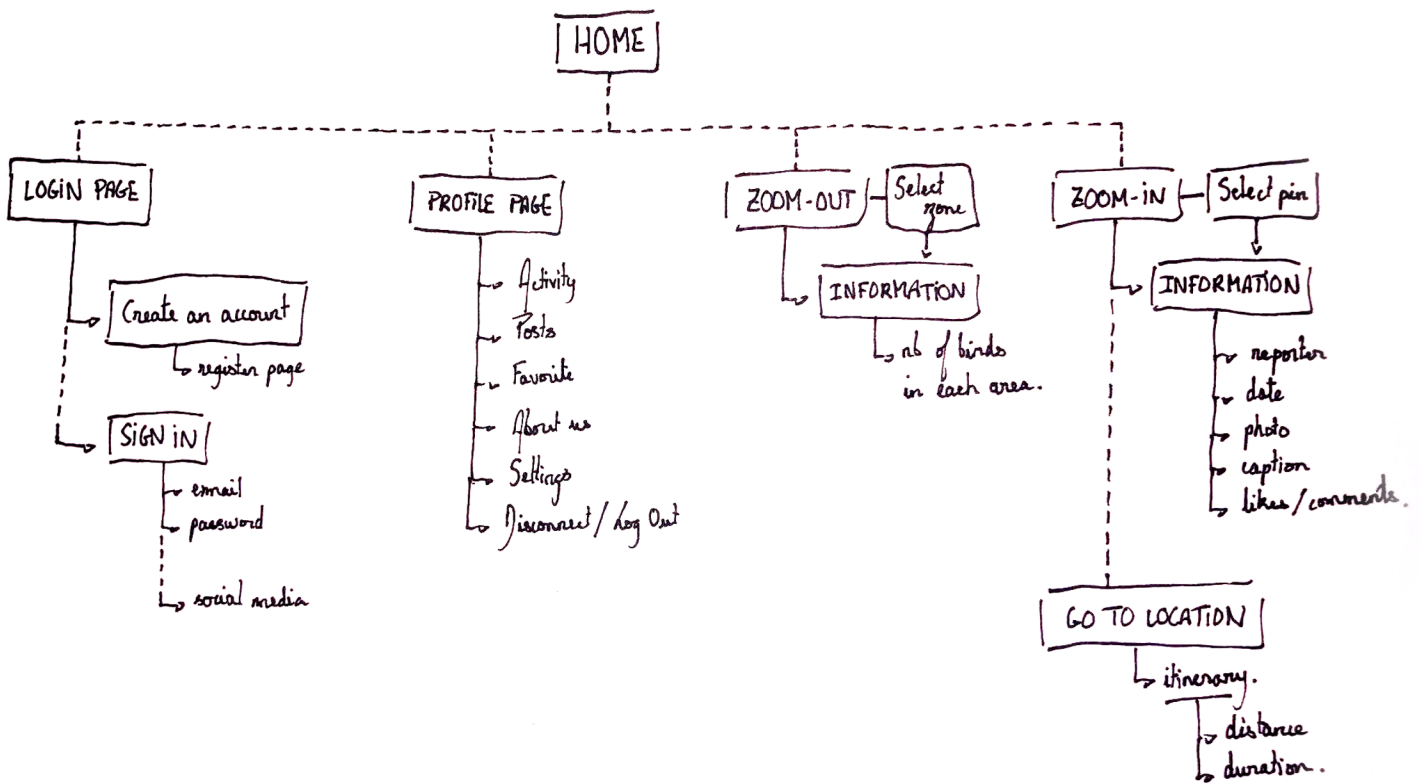 HOME
LOGIN PAGE
Create an account
register page
SIGN IN
email
password
social media
PROFILE PAGE
Activity
Posts
Favorite
About us
Settings
Disconnect / Log Out
ZOOM-OUT
Select
zone
INFORMATION
nb of birds
in each area.
ZOOM-IN
Select pin
INFORMATION
reporter
date
photo
caption
likes / comments.
GO TO LOCATION
itinerary.
distance
duration.